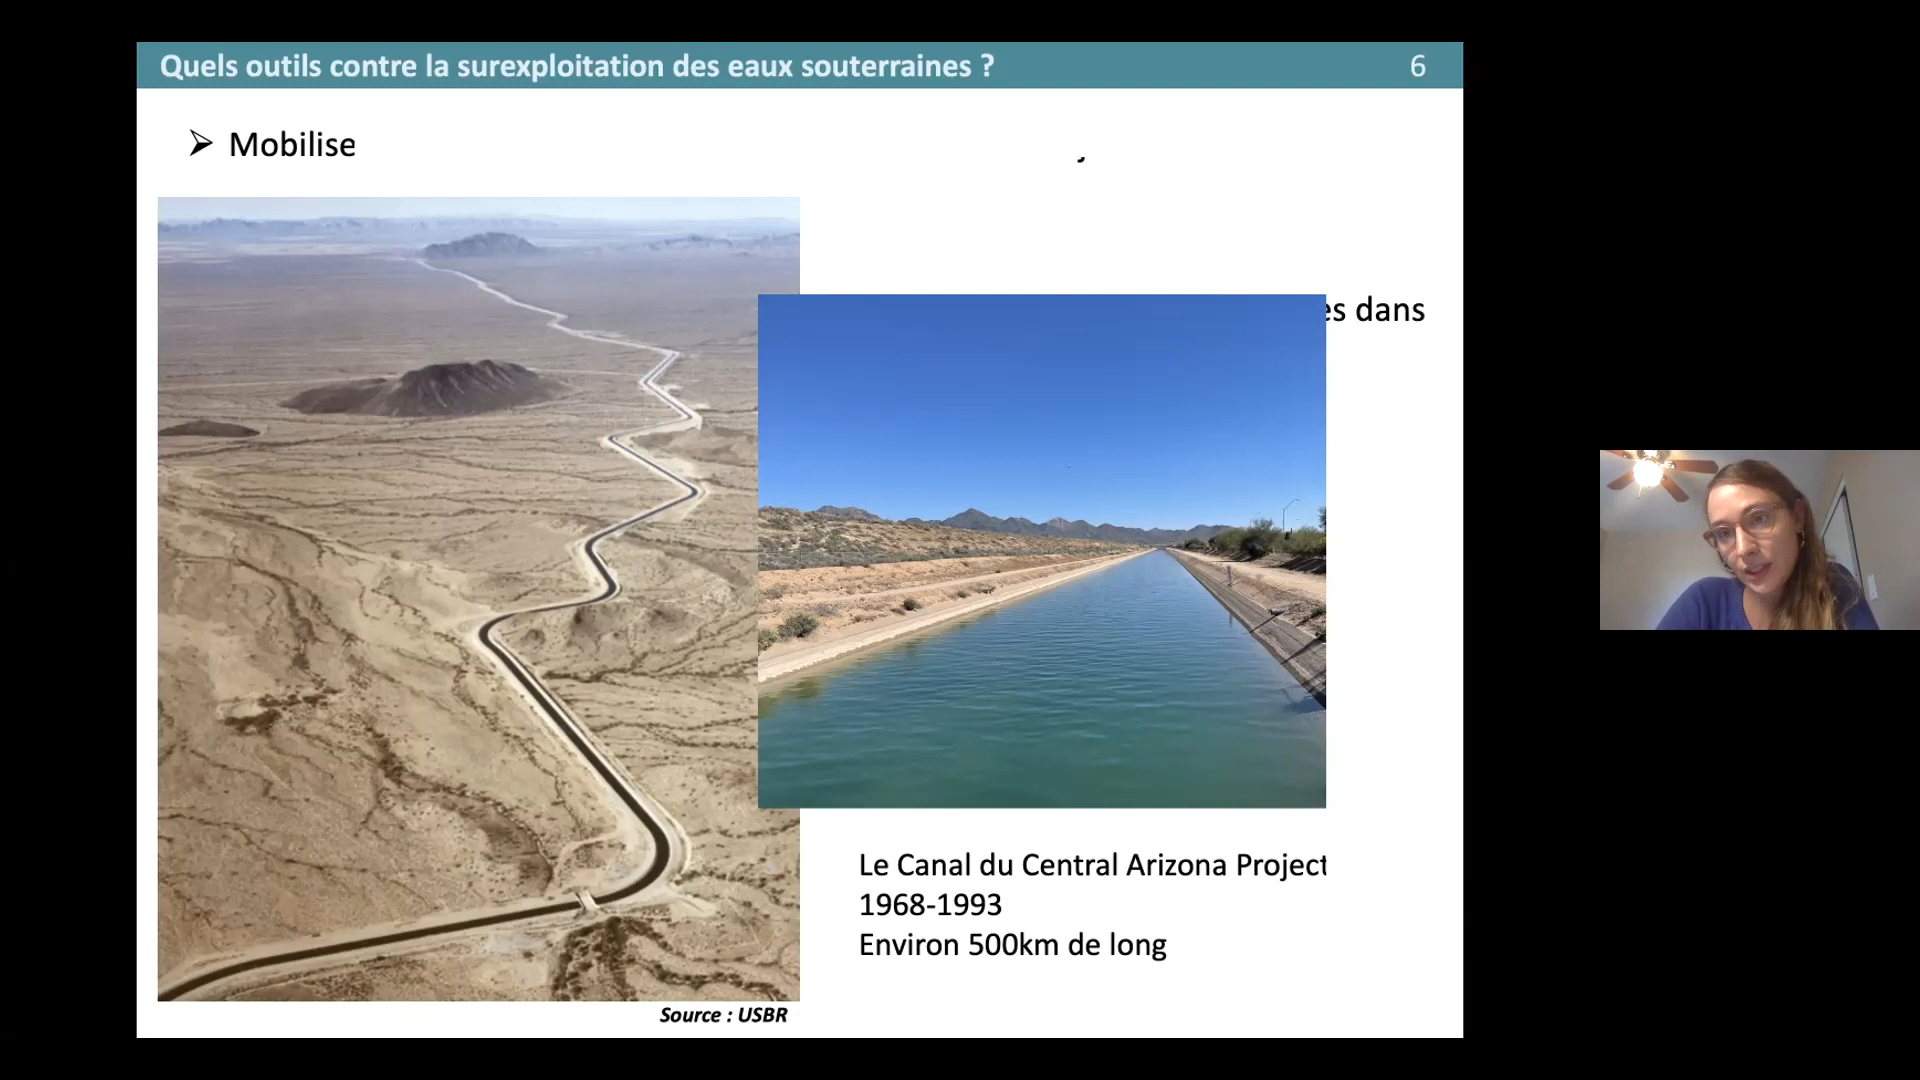 Quels outils contre la surexploitation des eaux souterraines ?
6
Mobilise
dans
Le Canal du Central Arizona Project
1968-1993
Environ 500km de long
Source : USBR